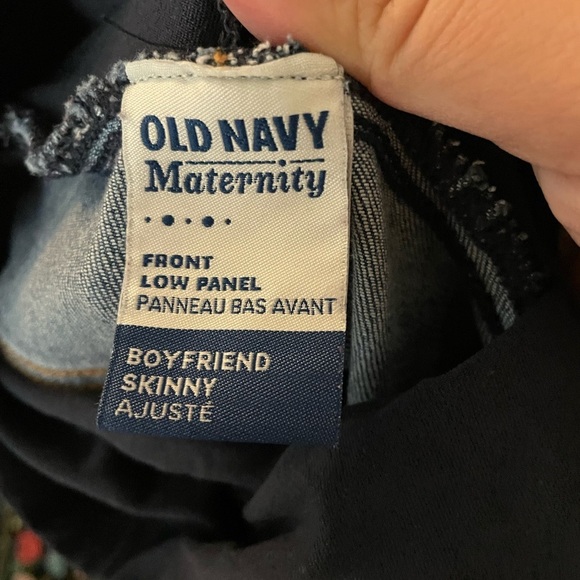 OLD NAVY
Maternity
FRONT
LOW PANEL
PANNEAU BAS AVANT
BOYFRIEND
SKINNY
AJUSTÉ